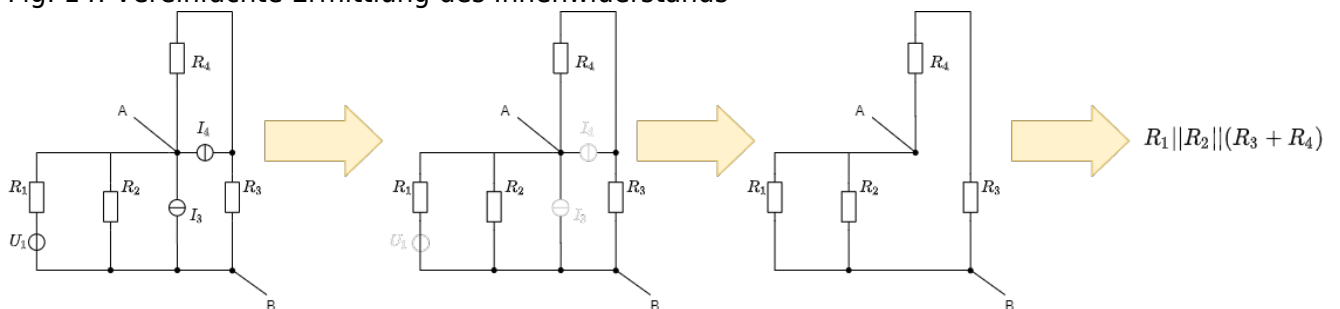 Fig. 14: Vereinfachte Ermittlung des Innenwiderstands
R₄ R₄ R₄
A A
A
I₄ I₄
R₁||R₂||(R₃ + R₄)
R₁ R₂ R₃ R₁ R₂ R₃ R₁ R₂ R₃
I₃ I₃
U₁ U₁
B B B